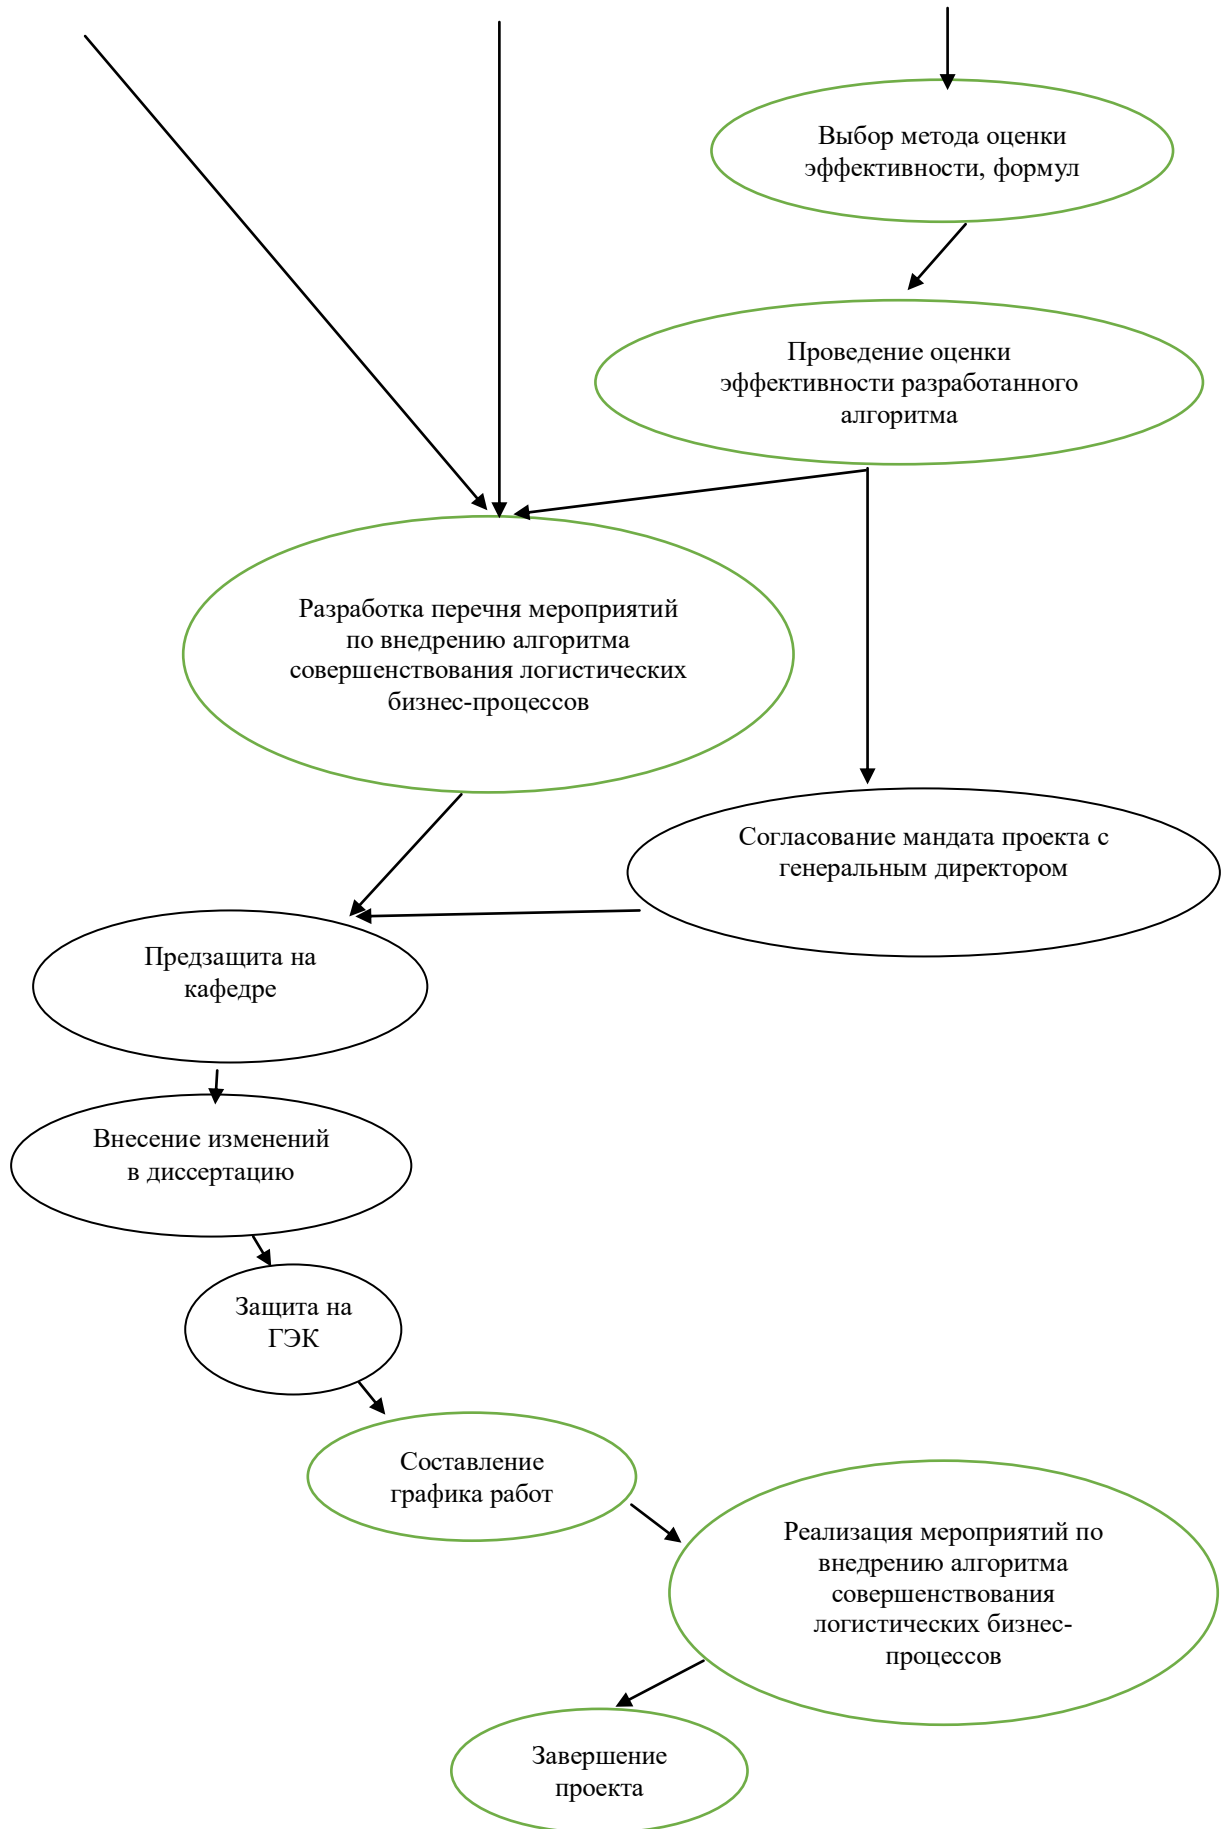 Выбор метода оценки
эффективности, формул
Проведение оценки
эффективности разработанного
алгоритма
Разработка перечня мероприятий
по внедрению алгоритма
совершенствования логистических
бизнес-процессов
Согласование мандата проекта с
генеральным директором
Предзащита на
кафедре
Внесение изменений
в диссертацию
Защита на
ГЭК
Составление
графика работ
Реализация мероприятий по
внедрению алгоритма
совершенствования
логистических бизнес-
процессов
Завершение
проекта